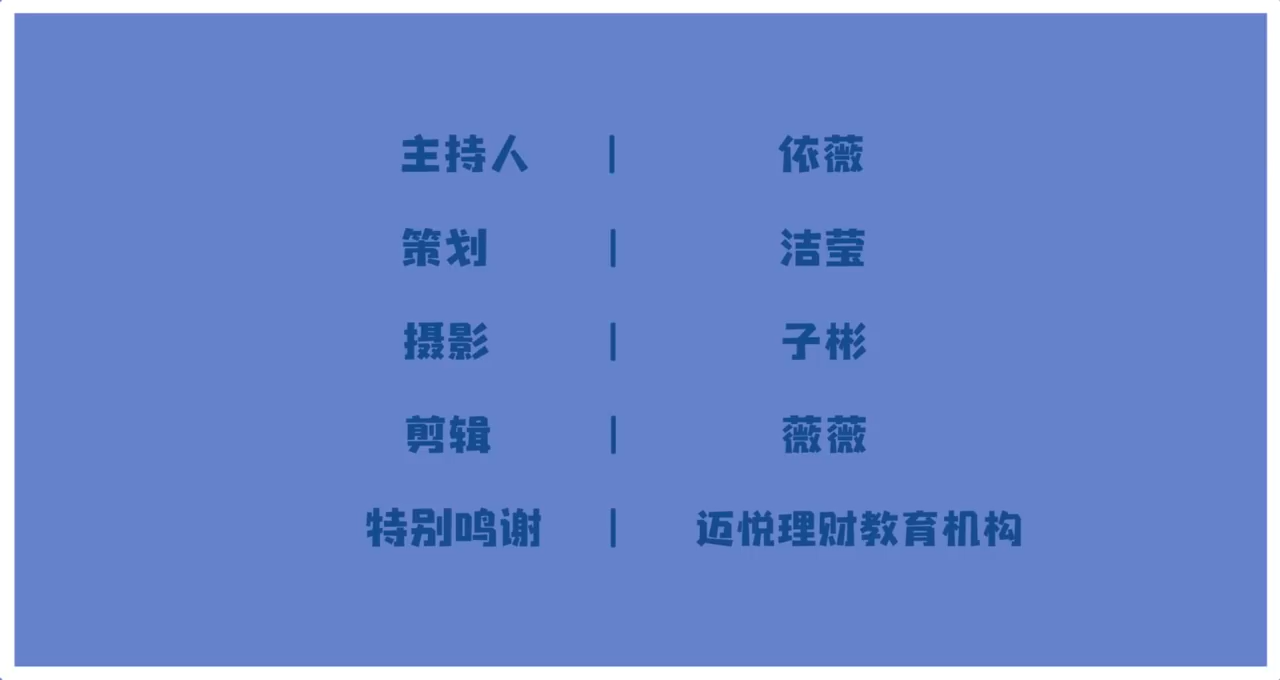 主持人 | 依薇
策划 | 洁莹
摄影 | 子彬
剪辑 | 薇薇
特别鸣谢 | 迈悦理财教育机构